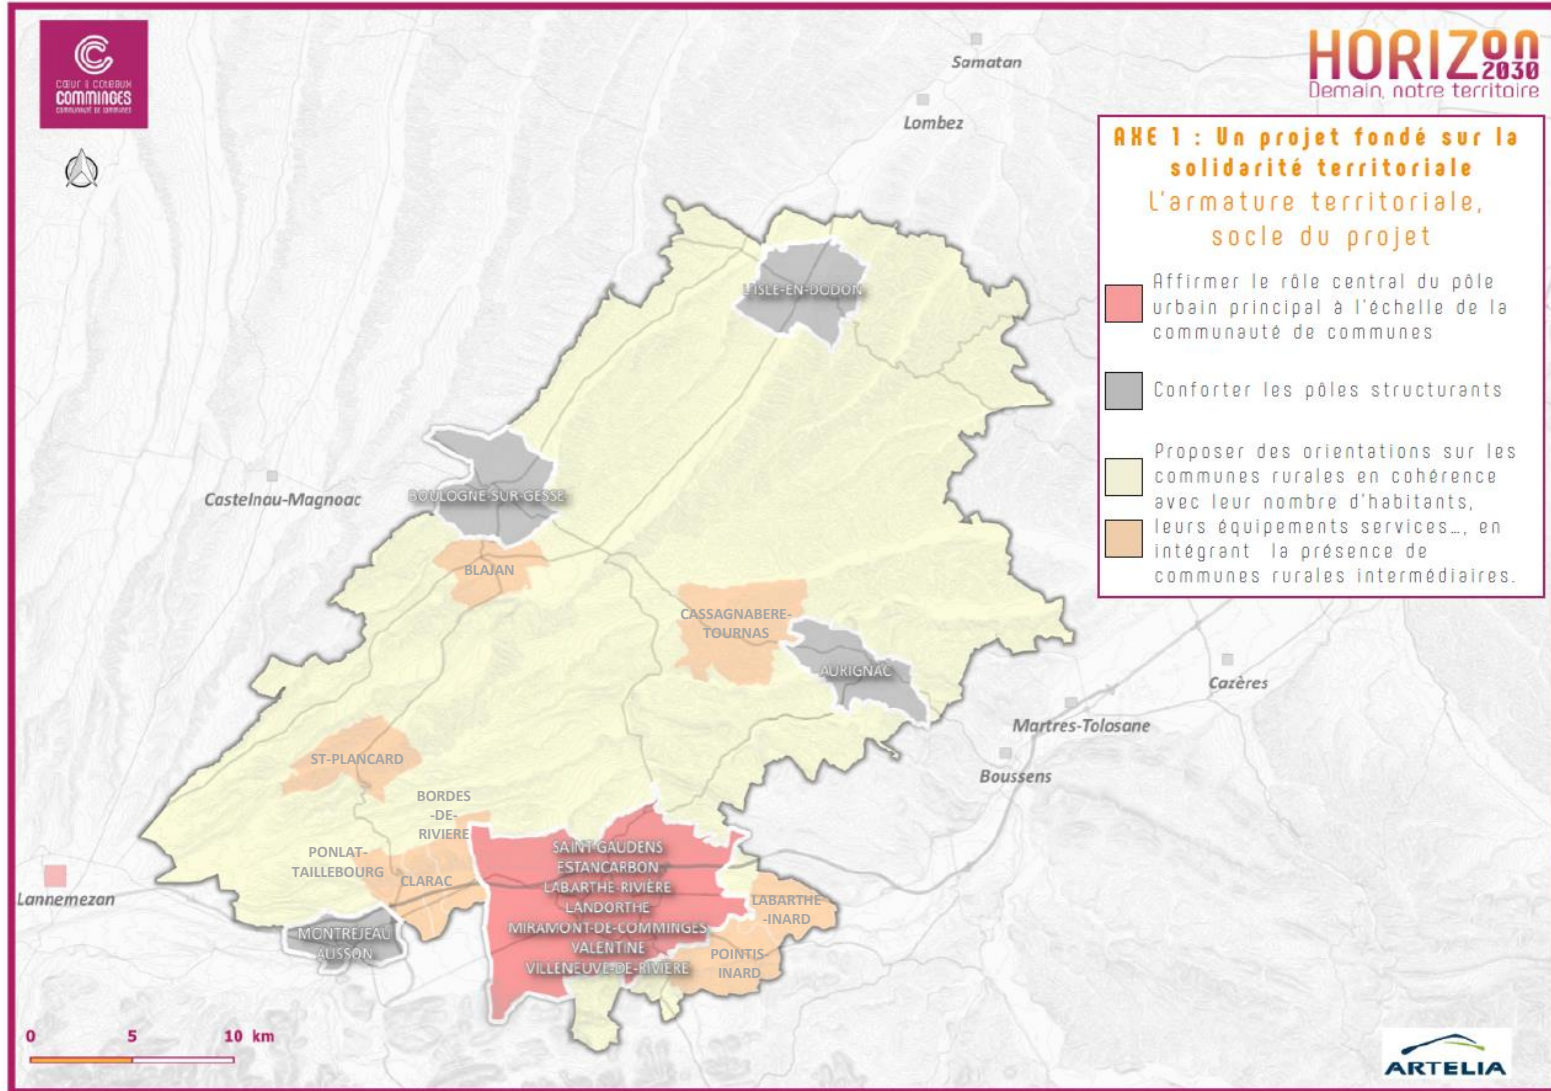 CŒUR & COTEAUX
COMMINGES
COMMUNAUTÉ DE COMMUNES
HORIZON
2030
Demain, notre territoire
AXE 1 : Un projet fondé sur la
solidarité territoriale
L'armature territoriale,
socle du projet
Affirmer le rôle central du pôle
urbain principal à l'échelle de la
communauté de communes
Conforter les pôles structurants
Proposer des orientations sur les
communes rurales en cohérence
avec leur nombre d'habitants,
leurs équipements services…, en
intégrant la présence de
communes rurales intermédiaires.
Samatan
Lombez
L'ISLE-EN-DODON
Castelnau-Magnoac
BOULOGNE-SUR-GESSE
BLAJAN
CASSAGNABERE-
TOURNAS
AURIGNAC
Cazères
Martres-Tolosane
Boussens
ST-PLANCARD
BORDES
-DE-
RIVIERE
PONLAT-
TAILLEBOURG
CLARAC
Lannemezan
MONTREJEAU
AUSSON
SAINT-GAUDENS
ESTANCARBON
LABARTHE-RIVIÈRE
LANDORTHE
MIRAMONT-DE-COMMINGES
VALENTINE
VILLENEUVE-DE-RIVIÈRE
LABARTHE
-INARD
POINTIS-
INARD
0 5 10 km
ARTELIA